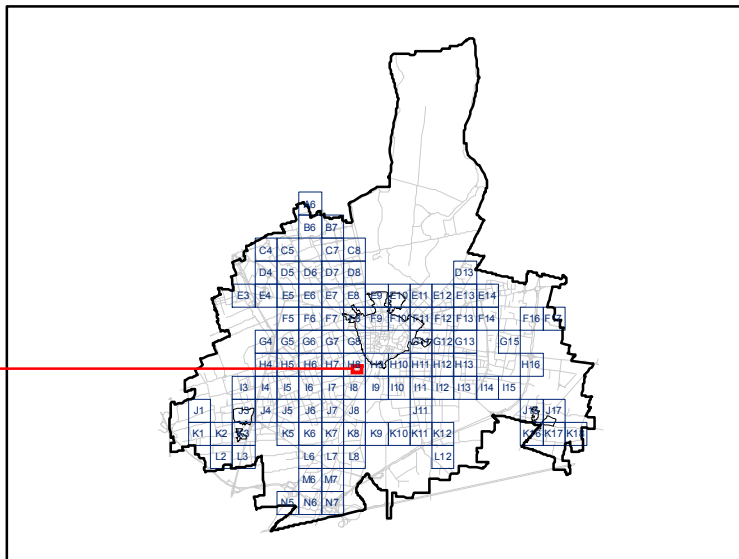 A6
B6 B7
C4 C5 C7 C8
D4 D5 D6 D7 D8 D13
E3 E4 E5 E6 E7 E8 E9 E10 E11 E12 E13 E14
F5 F6 F7 F9 F10 F11 F12 F13 F14 F16
G4 G5 G6 G7 G8 G12 G13 G15
H4 H5 H6 H7 H8 H9 H10 H11 H12 H13 H16
I3 I4 I5 I6 I7 I8 I9 I10 I11 I12 I13 I14 I15
J1 J3 J4 J5 J6 J7 J8 J11 J17
K1 K2 K5 K6 K7 K8 K9 K10 K11 K12 K16 K17 K18
L2 L3 L6 L7 L8 L12
M6 M7
N5 N6 N7